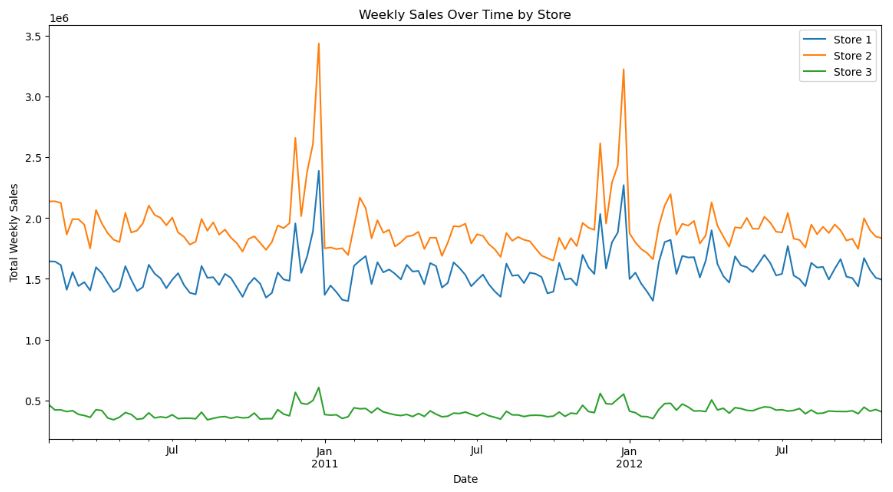 Weekly Sales Over Time by Store
1e6
3.5
3.0
2.5
2.0
1.5
1.0
0.5
Total Weekly Sales
Store 1
Store 2
Store 3
Jul
Jan
2011
Jul
Jan
2012
Jul
Date